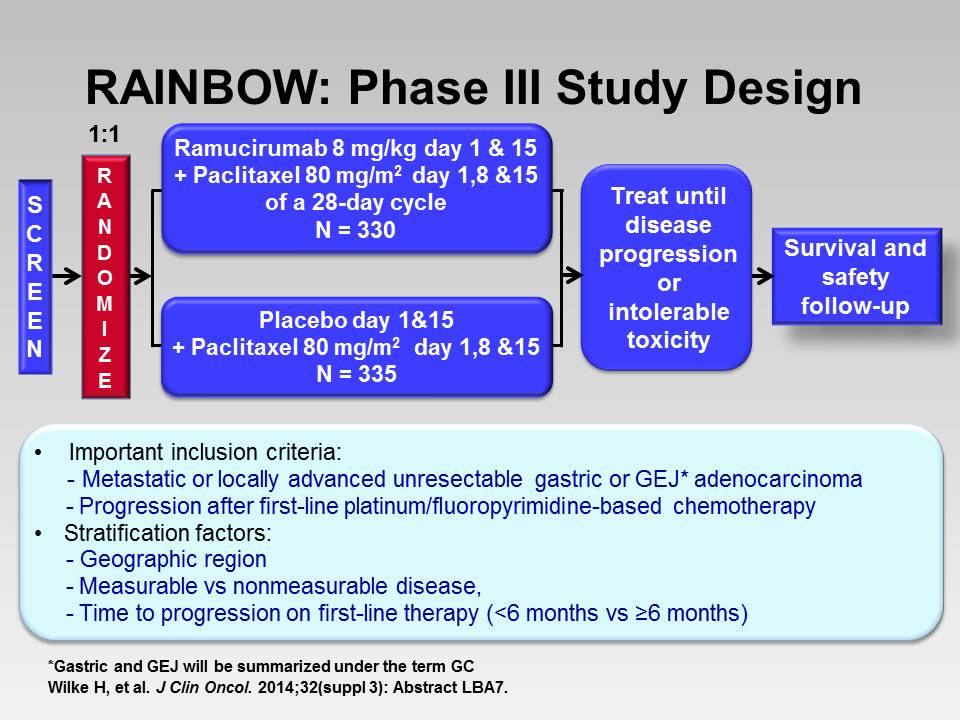 RAINBOW: Phase III Study Design
1:1
SCREEN
RANDOMIZE
Ramucirumab 8 mg/kg day 1 & 15
+ Paclitaxel 80 mg/m² day 1,8 &15
of a 28-day cycle
N = 330
Placebo day 1&15
+ Paclitaxel 80 mg/m² day 1,8 &15
N = 335
Treat until
disease
progression
or
intolerable
toxicity
Survival and
safety
follow-up
• Important inclusion criteria:
- Metastatic or locally advanced unresectable gastric or GEJ* adenocarcinoma
- Progression after first-line platinum/fluoropyrimidine-based chemotherapy
• Stratification factors:
- Geographic region
- Measurable vs nonmeasurable disease,
- Time to progression on first-line therapy (<6 months vs ≥6 months)
*Gastric and GEJ will be summarized under the term GC
Wilke H, et al. J Clin Oncol. 2014;32(suppl 3): Abstract LBA7.